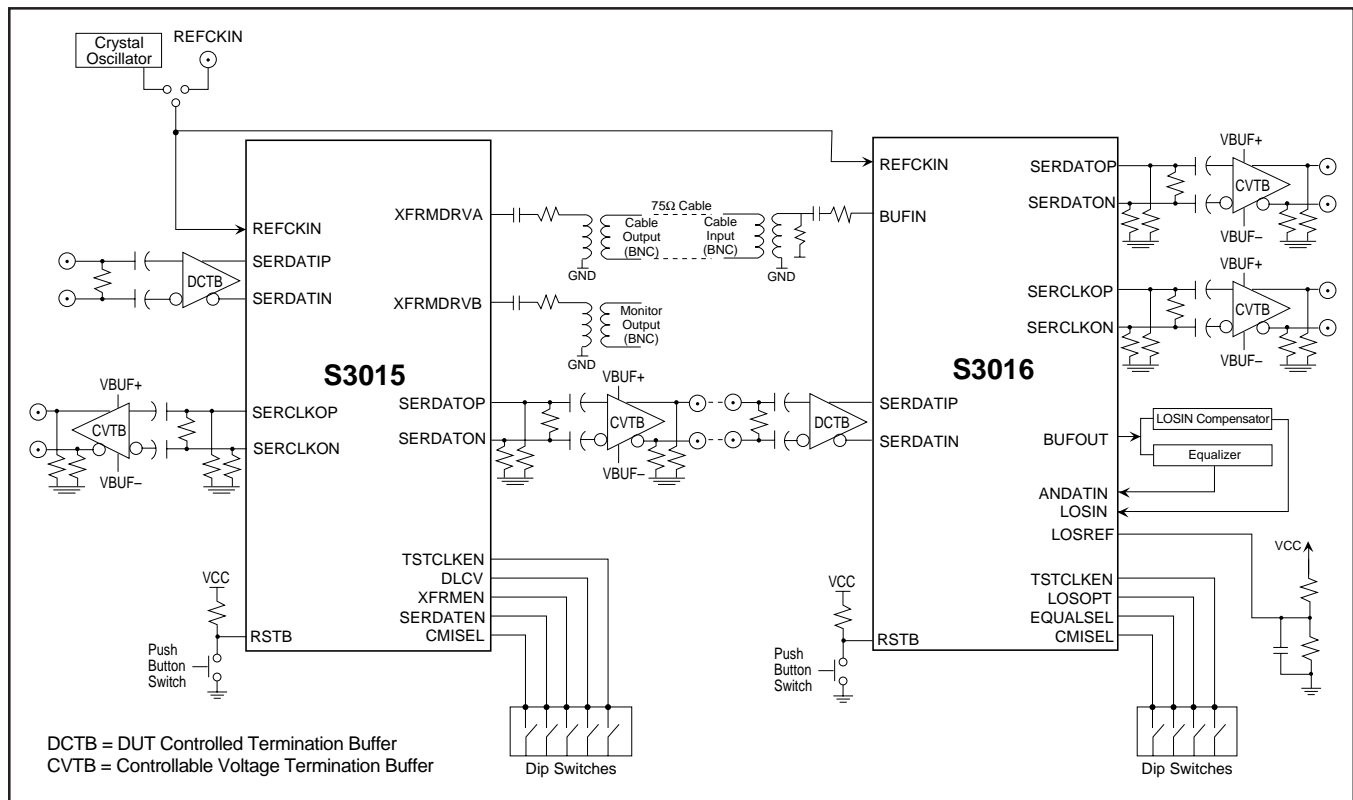 Crystal
Oscillator
REFCKIN
REFCKIN
SERDATIP
SERDATIN
DCTB
XFRMDRVA
XFRMDRVB
GND
Cable
Output
(BNC)
75Ω Cable
Cable
Input
(BNC)
GND
GND
Monitor
Output
(BNC)
S3015
VBUF+
CVTB
VBUF–
SERCLKOP
SERCLKON
SERDATOP
SERDATON
VBUF+
CVTB
VBUF–
DCTB
TSTCLKEN
DLCV
XFRMEN
SERDATEN
CMISEL
VCC
RSTB
Push
Button
Switch
Dip Switches
REFCKIN
BUFIN
S3016
SERDATIP
SERDATIN
SERDATOP
SERDATON
VBUF+
CVTB
VBUF–
SERCLKOP
SERCLKON
VBUF+
CVTB
VBUF–
BUFOUT
LOSIN Compensator
Equalizer
ANDATIN
LOSIN
LOSREF
VCC
TSTCLKEN
LOSOPT
EQUALSEL
CMISEL
VCC
RSTB
Push
Button
Switch
Dip Switches
DCTB = DUT Controlled Termination Buffer
CVTB = Controllable Voltage Termination Buffer